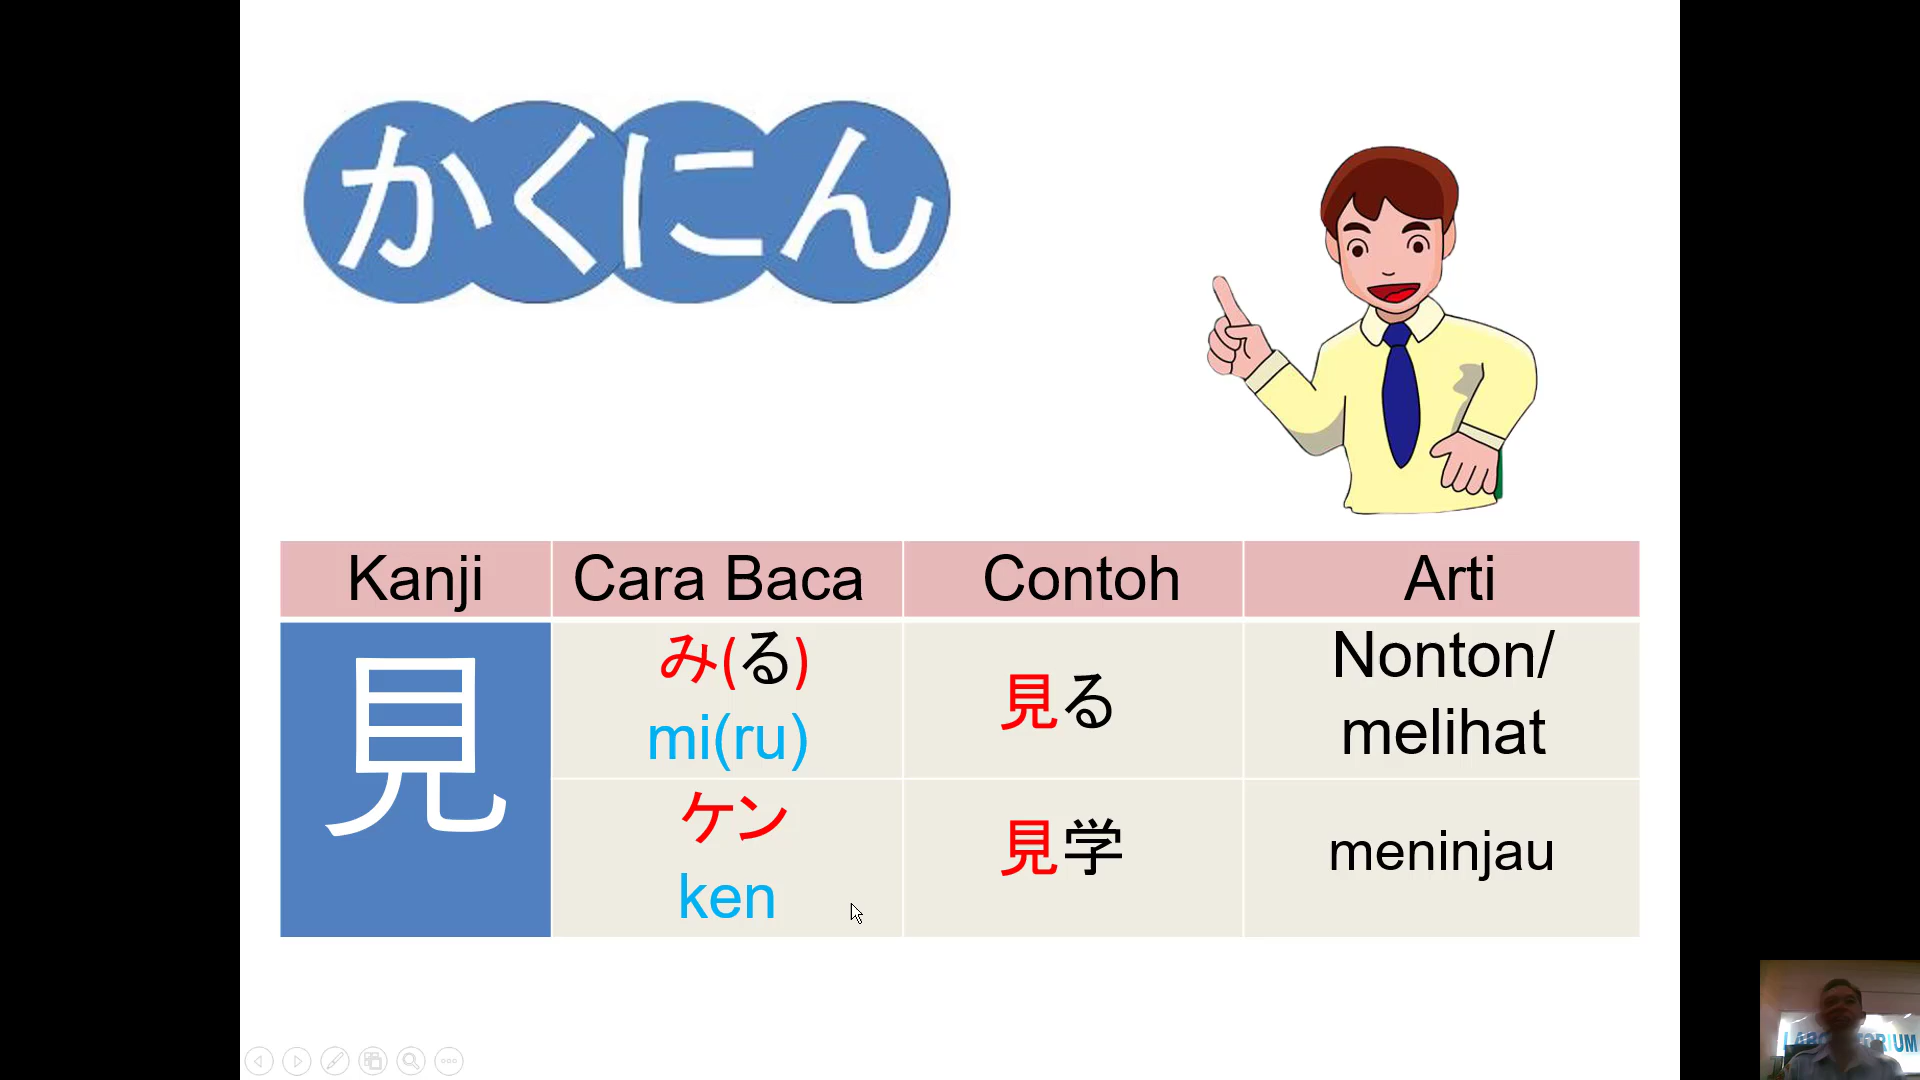 かくにん
Kanji
Cara Baca
Contoh
Arti
見
み(る)
mi(ru)
見る
Nonton/
melihat
ケン
ken
見学
meninjau
LABORATORIUM